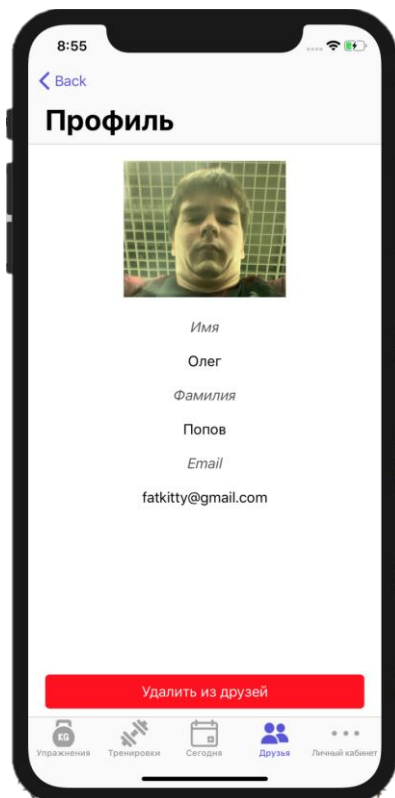 8:55
Back
Профиль
Имя
Олег
Фамилия
Попов
Email
fatkitty@gmail.com
Удалить из друзей
KG
Упражнения Тренировки Сегодня Друзья Личный кабинет